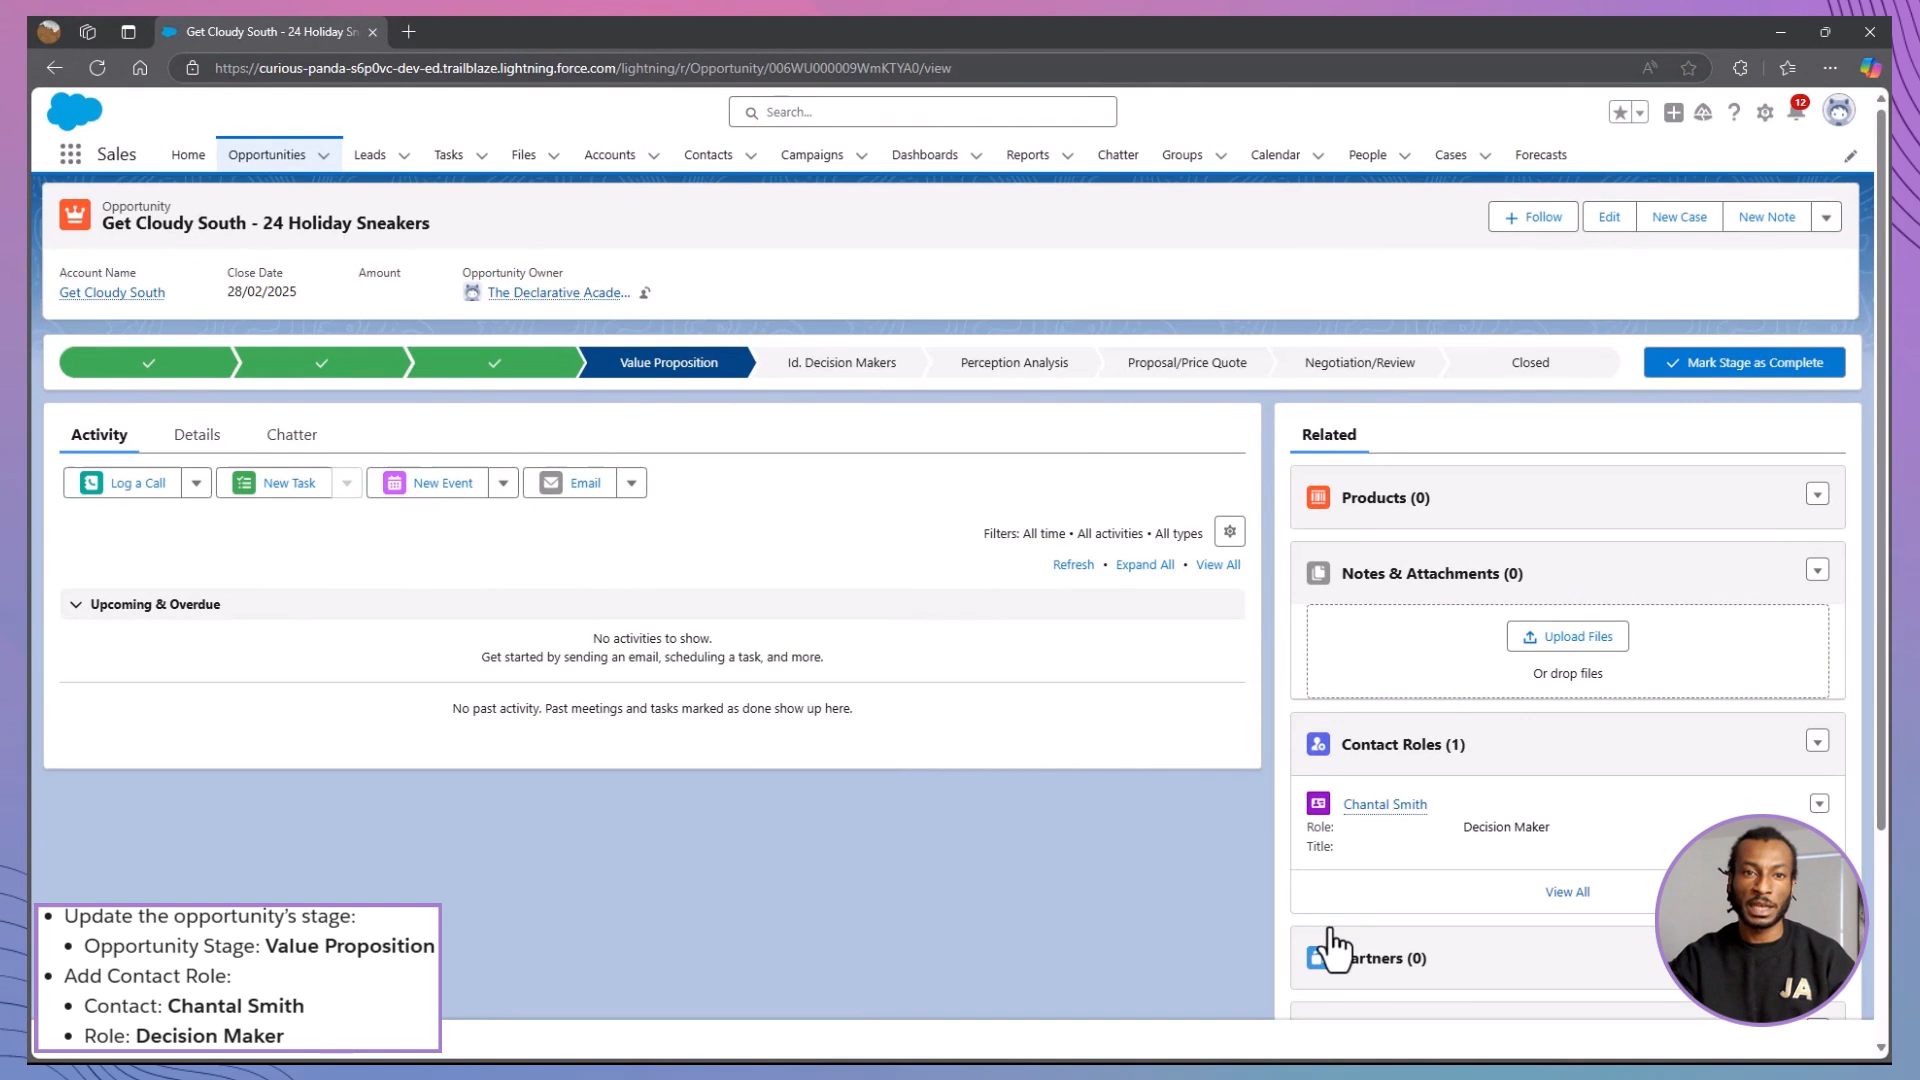 Get Cloudy South - 24 Holiday Sn
https://curious-panda-s6p0vc-dev-ed.trailblaze.lightning.force.com/lightning/r/Opportunity/006WU000009WmKTYA0/view
Search...
12
Sales
Home
Opportunities
Leads
Tasks
Files
Accounts
Contacts
Campaigns
Dashboards
Reports
Chatter
Groups
Calendar
People
Cases
Forecasts
Opportunity
Get Cloudy South - 24 Holiday Sneakers
+ Follow
Edit
New Case
New Note
Account Name
Close Date
Amount
Opportunity Owner
Get Cloudy South
28/02/2025
The Declarative Acade...
Value Proposition
Id. Decision Makers
Perception Analysis
Proposal/Price Quote
Negotiation/Review
Closed
Mark Stage as Complete
Activity
Details
Chatter
Log a Call
New Task
New Event
Email
Filters: All time • All activities • All types
Refresh • Expand All • View All
Upcoming & Overdue
No activities to show.
Get started by sending an email, scheduling a task, and more.
No past activity. Past meetings and tasks marked as done show up here.
Related
Products (0)
Notes & Attachments (0)
Upload Files
Or drop files
Contact Roles (1)
Chantal Smith
Role: Decision Maker
Title:
View All
artners (0)
JA
• Update the opportunity's stage:
• Opportunity Stage: Value Proposition
• Add Contact Role:
• Contact: Chantal Smith
• Role: Decision Maker